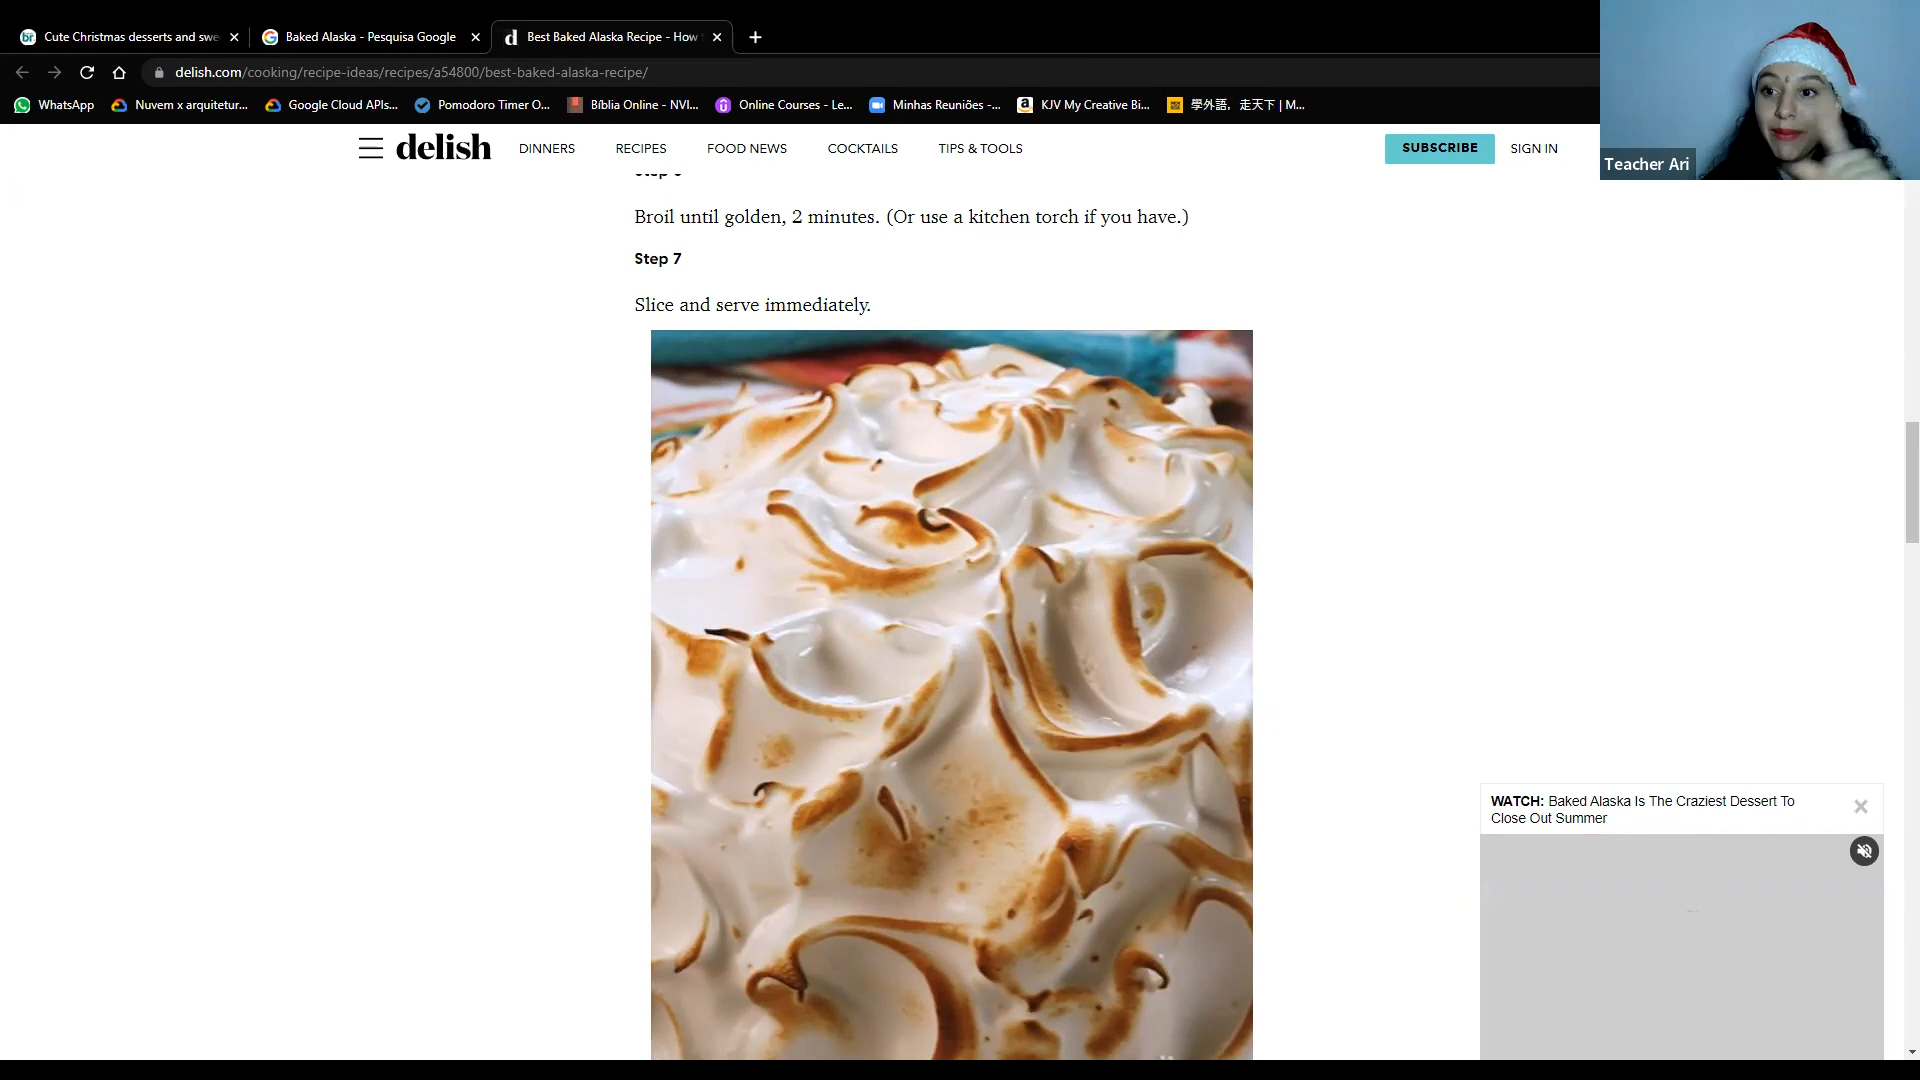 Cute Christmas desserts and swe
Baked Alaska - Pesquisa Google
Best Baked Alaska Recipe - How
delish.com/cooking/recipe-ideas/recipes/a54800/best-baked-alaska-recipe/
WhatsApp
Nuvem x arquitetur...
Google Cloud APIs...
Pomodoro Timer O...
Bíblia Online - NVI...
Online Courses - Le...
Minhas Reuniões -...
KJV My Creative Bi...
學外語，走天下 | M...
Teacher Ari
delish
DINNERS
RECIPES
FOOD NEWS
COCKTAILS
TIPS & TOOLS
SUBSCRIBE
SIGN IN
Broil until golden, 2 minutes. (Or use a kitchen torch if you have.)
Step 7
Slice and serve immediately.
WATCH: Baked Alaska Is The Craziest Dessert To
Close Out Summer